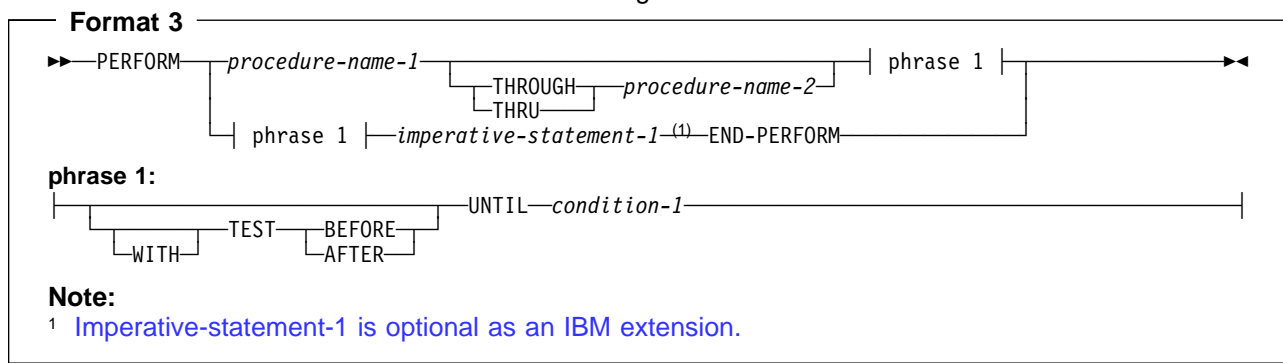 Format 3
PERFORM procedure-name-1 phrase 1
THROUGH procedure-name-2
THRU
phrase 1 imperative-statement-1 (1) END-PERFORM
phrase 1:
UNTIL condition-1
TEST BEFORE
WITH AFTER
Note:
1 Imperative-statement-1 is optional as an IBM extension.